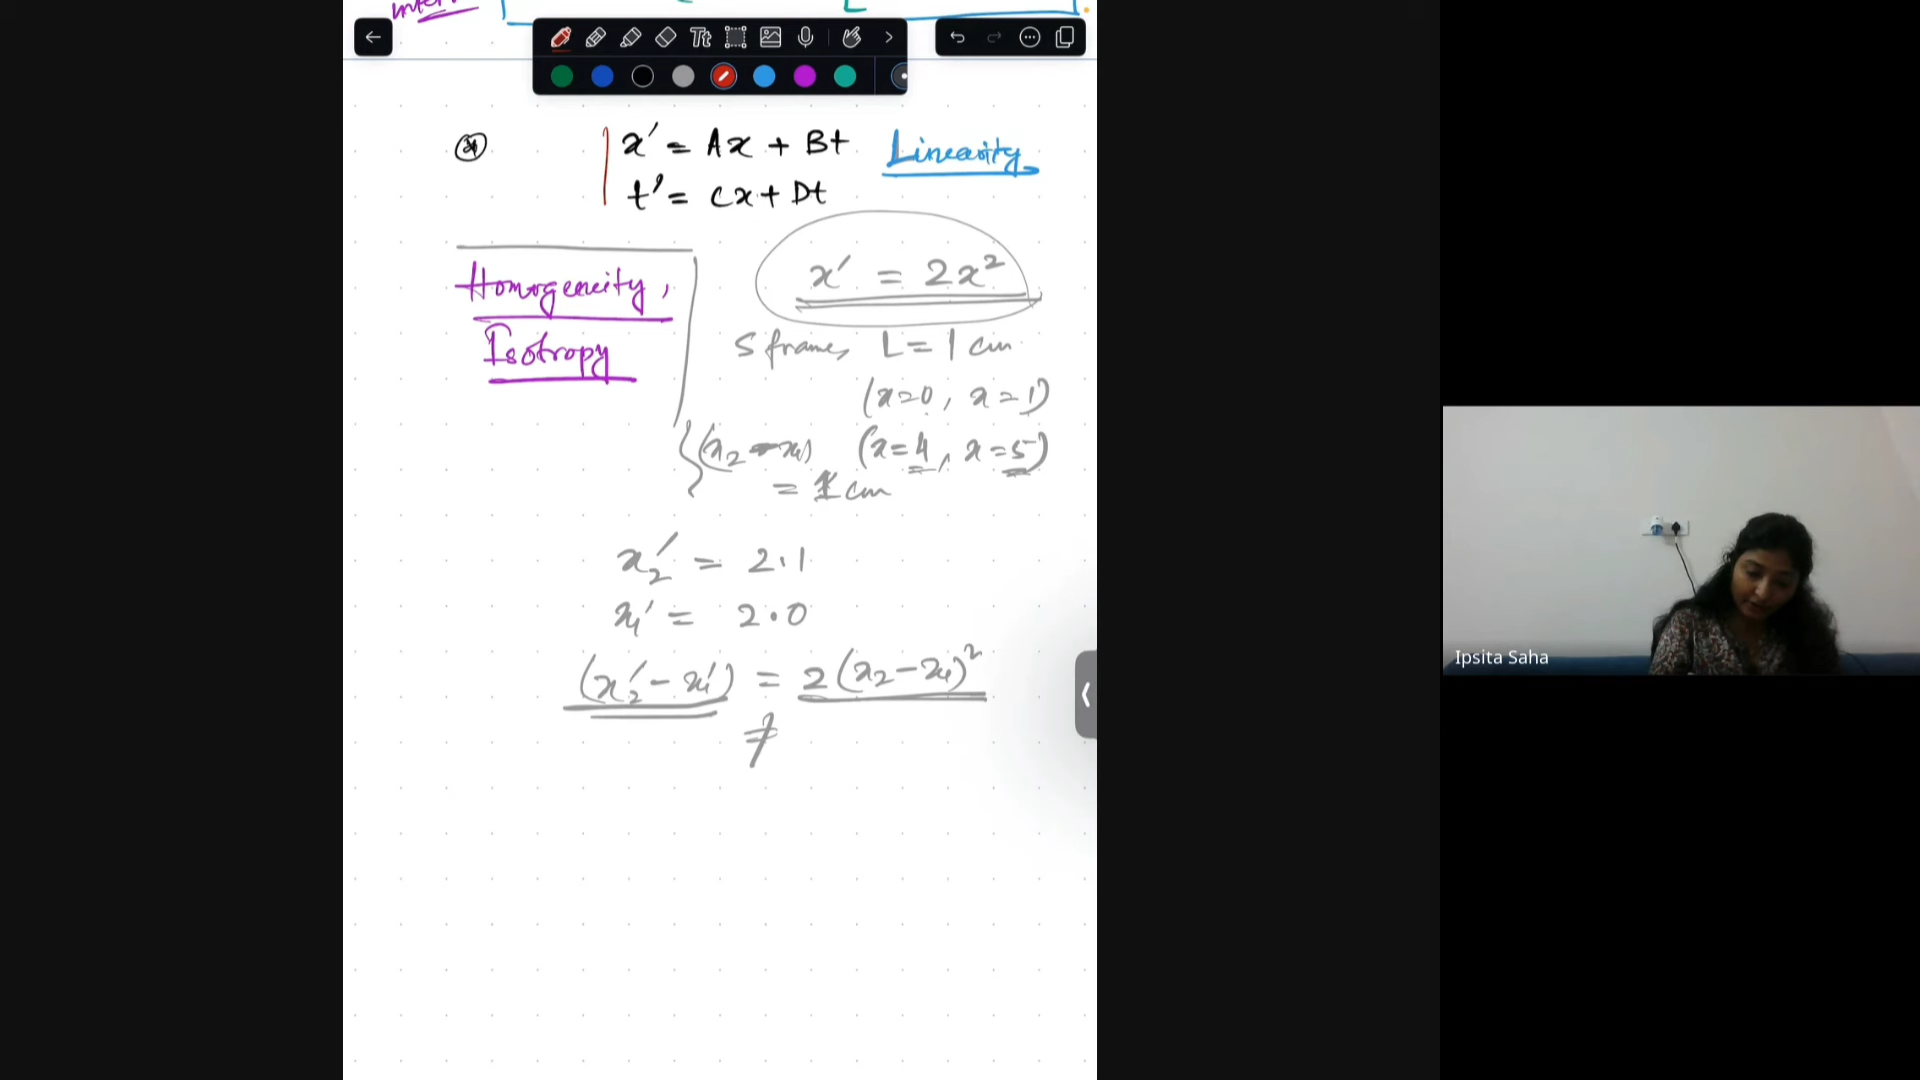 Tt
x′ = Ax + Bt Linearity
t′ = Cx + Dt
Homogeneity,
Isotropy
x′ = 2x²
S frame, L = 1 cm
(x=0, x=1)
(x₂ - x₁) (x=4, x=5)
= 1 cm
x₂′ = 2.1
x₁′ = 2.0
(x₂′ - x₁′) = 2(x₂ - x₁)²
≠
Ipsita Saha